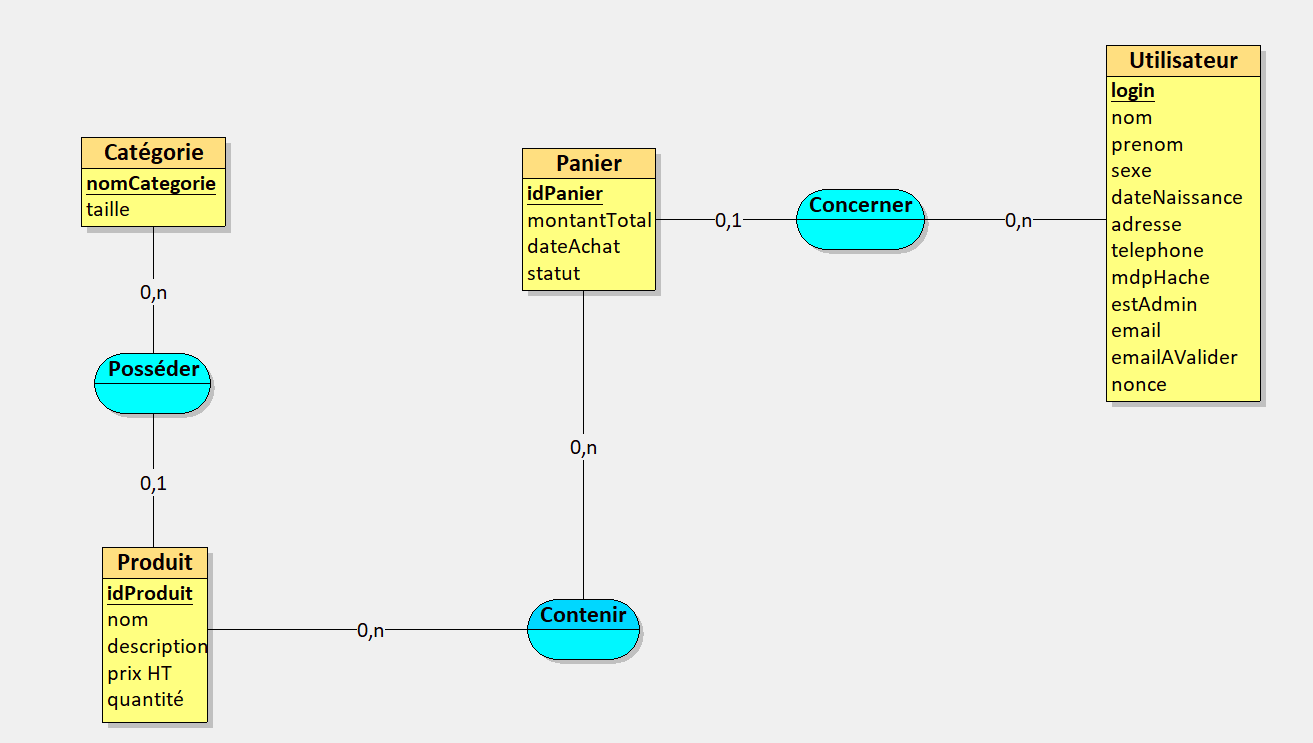 Catégorie
nomCategorie
taille
0,n
Posséder
0,1
Produit
idProduit
nom
description
prix HT
quantité
0,n
Contenir
0,n
Panier
idPanier
montantTotal
dateAchat
statut
0,1
Concerner
0,n
Utilisateur
login
nom
prenom
sexe
dateNaissance
adresse
telephone
mdpHache
estAdmin
email
emailAValider
nonce